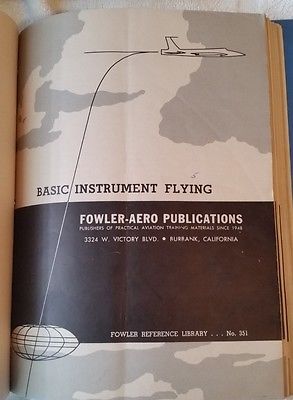 BASIC INSTRUMENT FLYING
FOWLER-AERO PUBLICATIONS
PUBLISHERS OF PRACTICAL AVIATION TRAINING MATERIALS SINCE 1948
3324 W. VICTORY BLVD. • BURBANK, CALIFORNIA
FOWLER REFERENCE LIBRARY . . . No. 351